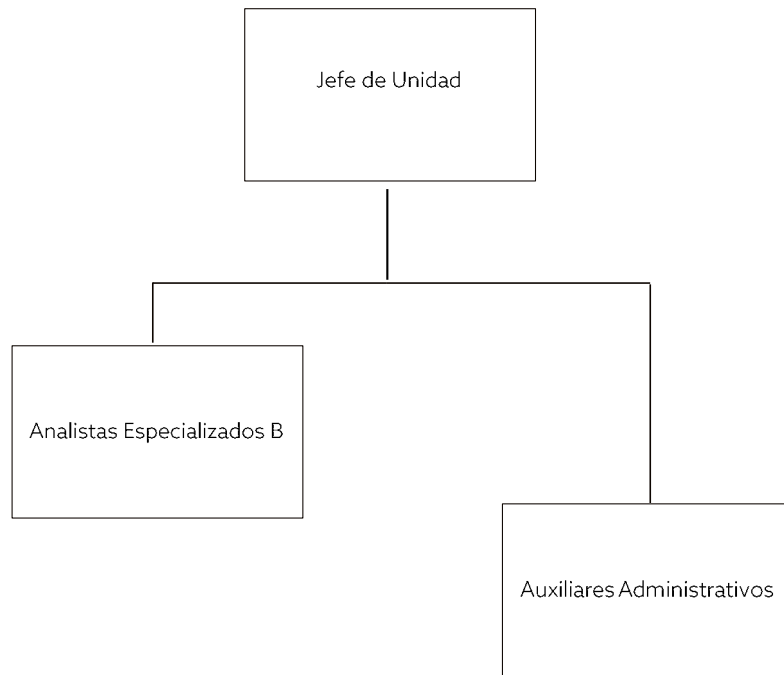 Jefe de Unidad
Analistas Especializados B
Auxiliares Administrativos